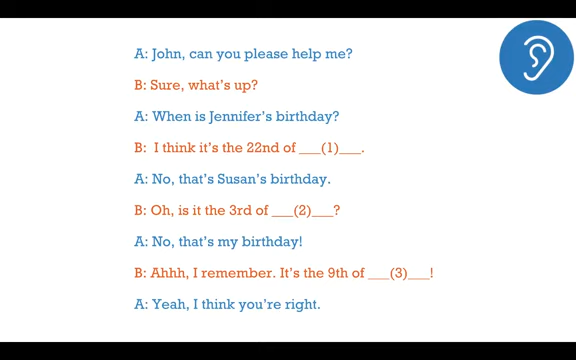 A: John, can you please help me?
B: Sure, what's up?
A: When is Jennifer's birthday?
B:  I think it's the 22nd of ___(1)___.
A: No, that's Susan's birthday.
B: Oh, is it the 3rd of ___(2)___?
A: No, that's my birthday!
B: Ahhh, I remember. It's the 9th of ___(3)___!
A: Yeah, I think you're right.